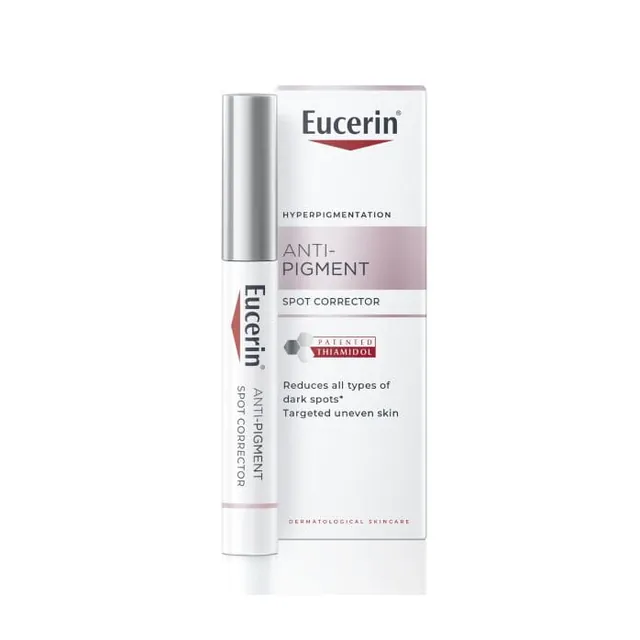 Eucerin®
HYPERPIGMENTATION
ANTI-
PIGMENT
SPOT CORRECTOR
PATENTED
THIAMIDOL
Reduces all types of
dark spots*
Targeted uneven skin
DERMATOLOGICAL SKINCARE
Eucerin®
ANTI-PIGMENT
SPOT CORRECTOR